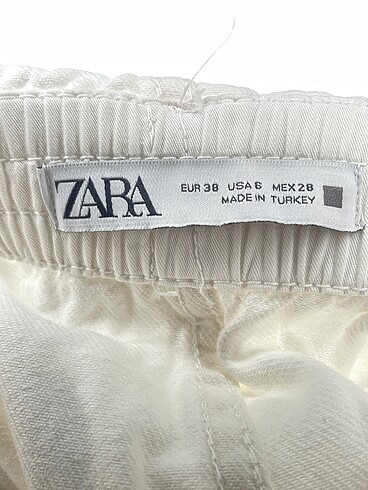 ZARA
EUR 38 USA 6 MEX 28
MADE IN TURKEY